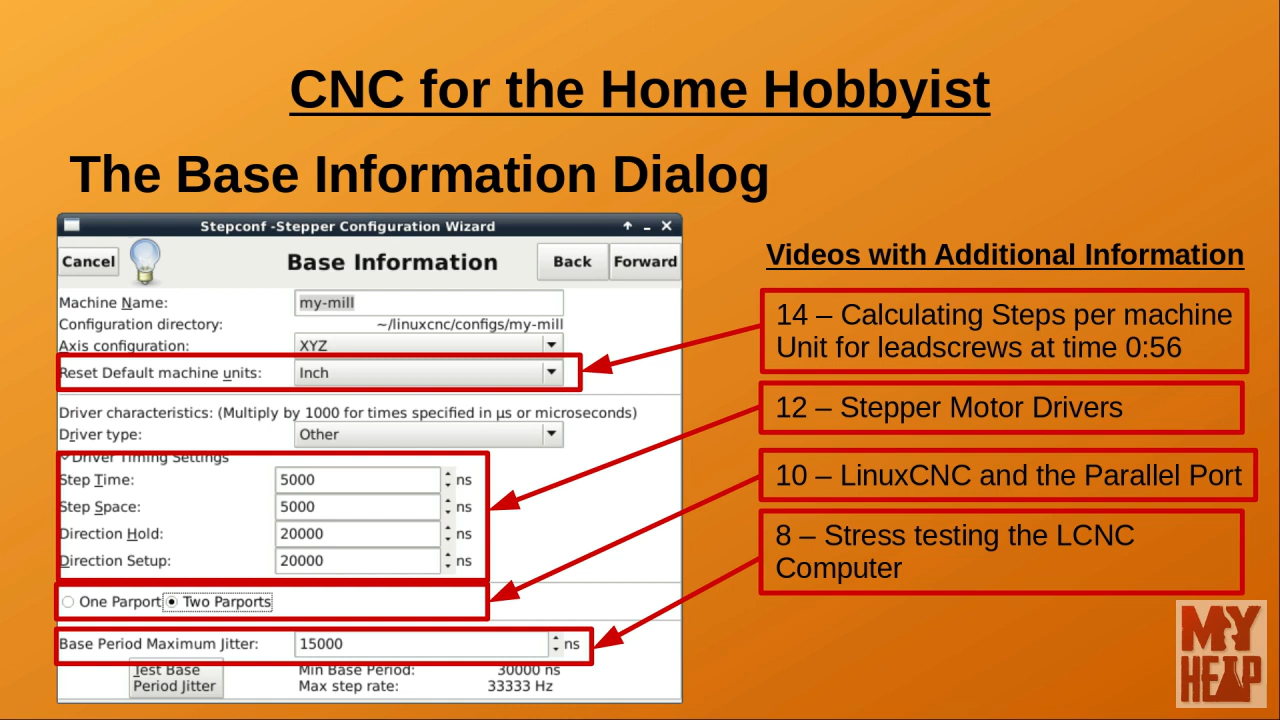 CNC for the Home Hobbyist
The Base Information Dialog
Stepconf -Stepper Configuration Wizard
Cancel
Base Information
Back
Forward
Machine Name:
my-mill
Configuration directory:
~/linuxcnc/configs/my-mill
Axis configuration:
XYZ
Reset Default machine units:
Inch
Driver characteristics: (Multiply by 1000 for times specified in µs or microseconds)
Driver type:
Other
Driver Timing Settings
Step Time:
5000
ns
Step Space:
5000
ns
Direction Hold:
20000
ns
Direction Setup:
20000
ns
One Parport
Two Parports
Base Period Maximum Jitter:
15000
ns
Test Base
Period Jitter
Min Base Period:
30000 ns
Max step rate:
33333 Hz
Videos with Additional Information
14 – Calculating Steps per machine
Unit for leadscrews at time 0:56
12 – Stepper Motor Drivers
10 – LinuxCNC and the Parallel Port
8 – Stress testing the LCNC
Computer
MY
HEAP